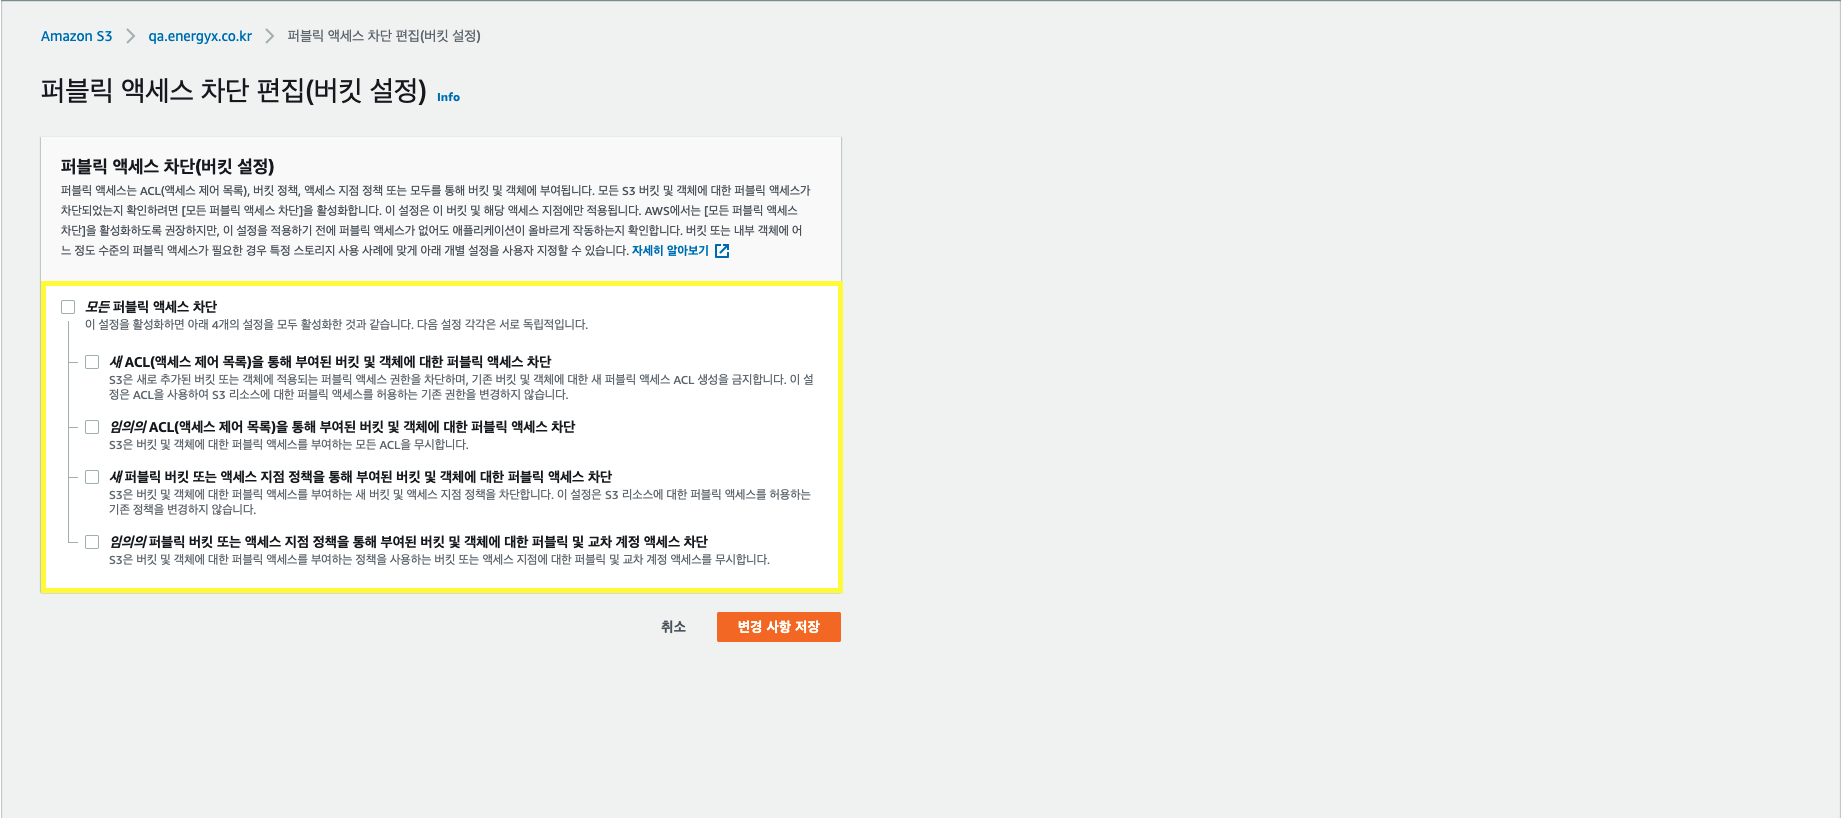 Amazon S3 > qa.energyx.co.kr > 퍼블릭 액세스 차단 편집(버킷 설정)
퍼블릭 액세스 차단 편집(버킷 설정) Info
퍼블릭 액세스 차단(버킷 설정)
퍼블릭 액세스는 ACL(액세스 제어 목록), 버킷 정책, 액세스 지점 정책 또는 모두를 통해 버킷 및 객체에 부여됩니다. 모든 S3 버킷 및 객체에 대한 퍼블릭 액세스가
차단되었는지 확인하려면 [모든 퍼블릭 액세스 차단]을 활성화합니다. 이 설정은 이 버킷 및 해당 액세스 지점에만 적용됩니다. AWS에서는 [모든 퍼블릭 액세스
차단]을 활성화하도록 권장하지만, 이 설정을 적용하기 전에 퍼블릭 액세스가 없어도 애플리케이션이 올바르게 작동하는지 확인합니다. 버킷 또는 내부 객체에 어
느 정도 수준의 퍼블릭 액세스가 필요한 경우 특정 스토리지 사용 사례에 맞게 아래 개별 설정을 사용자 지정할 수 있습니다. 자세히 알아보기
모든 퍼블릭 액세스 차단
이 설정을 활성화하면 아래 4개의 설정을 모두 활성화한 것과 같습니다. 다음 설정 각각은 서로 독립적입니다.
새 ACL(액세스 제어 목록)을 통해 부여된 버킷 및 객체에 대한 퍼블릭 액세스 차단
S3은 새로 추가된 버킷 또는 객체에 적용되는 퍼블릭 액세스 권한을 차단하며, 기존 버킷 및 객체에 대한 새 퍼블릭 액세스 ACL 생성을 금지합니다. 이 설
정은 ACL을 사용하여 S3 리소스에 대한 퍼블릭 액세스를 허용하는 기존 권한을 변경하지 않습니다.
임의의 ACL(액세스 제어 목록)을 통해 부여된 버킷 및 객체에 대한 퍼블릭 액세스 차단
S3은 버킷 및 객체에 대한 퍼블릭 액세스를 부여하는 모든 ACL을 무시합니다.
새 퍼블릭 버킷 또는 액세스 지점 정책을 통해 부여된 버킷 및 객체에 대한 퍼블릭 액세스 차단
S3은 버킷 및 객체에 대한 퍼블릭 액세스를 부여하는 새 버킷 및 액세스 지점 정책을 차단합니다. 이 설정은 S3 리소스에 대한 퍼블릭 액세스를 허용하는
기존 정책을 변경하지 않습니다.
임의의 퍼블릭 버킷 또는 액세스 지점 정책을 통해 부여된 버킷 및 객체에 대한 퍼블릭 및 교차 계정 액세스 차단
S3은 버킷 및 객체에 대한 퍼블릭 액세스를 부여하는 정책을 사용하는 버킷 또는 액세스 지점에 대한 퍼블릭 및 교차 계정 액세스를 무시합니다.
취소 변경 사항 저장